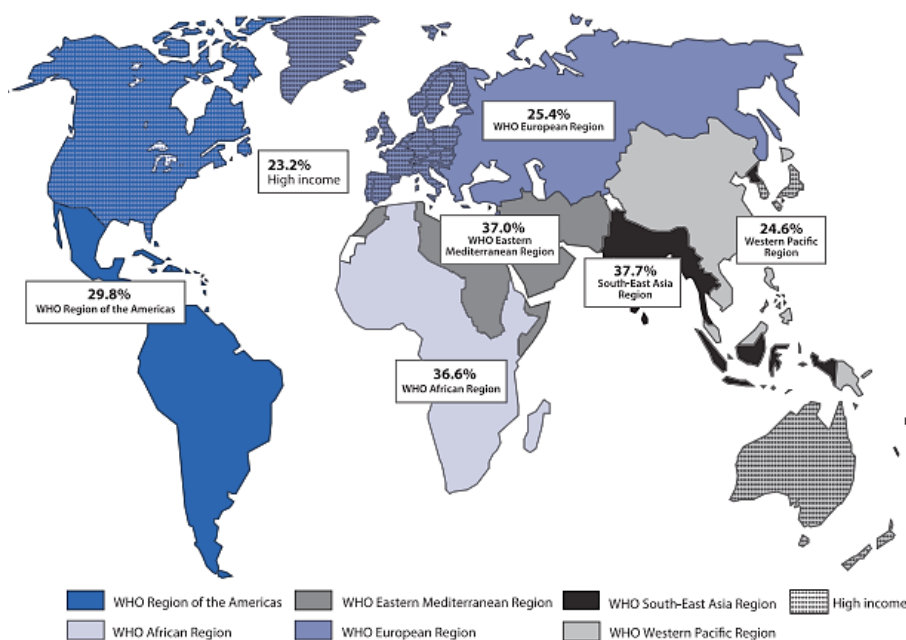 25.4%
WHO European Region
23.2%
High income
37.0%
WHO Eastern
Mediterranean Region
24.6%
Western Pacific
Region
37.7%
South-East Asia
Region
29.8%
WHO Region of the Americas
36.6%
WHO African Region
WHO Region of the Americas
WHO Eastern Mediterranean Region
WHO South-East Asia Region
High income
WHO African Region
WHO European Region
WHO Western Pacific Region